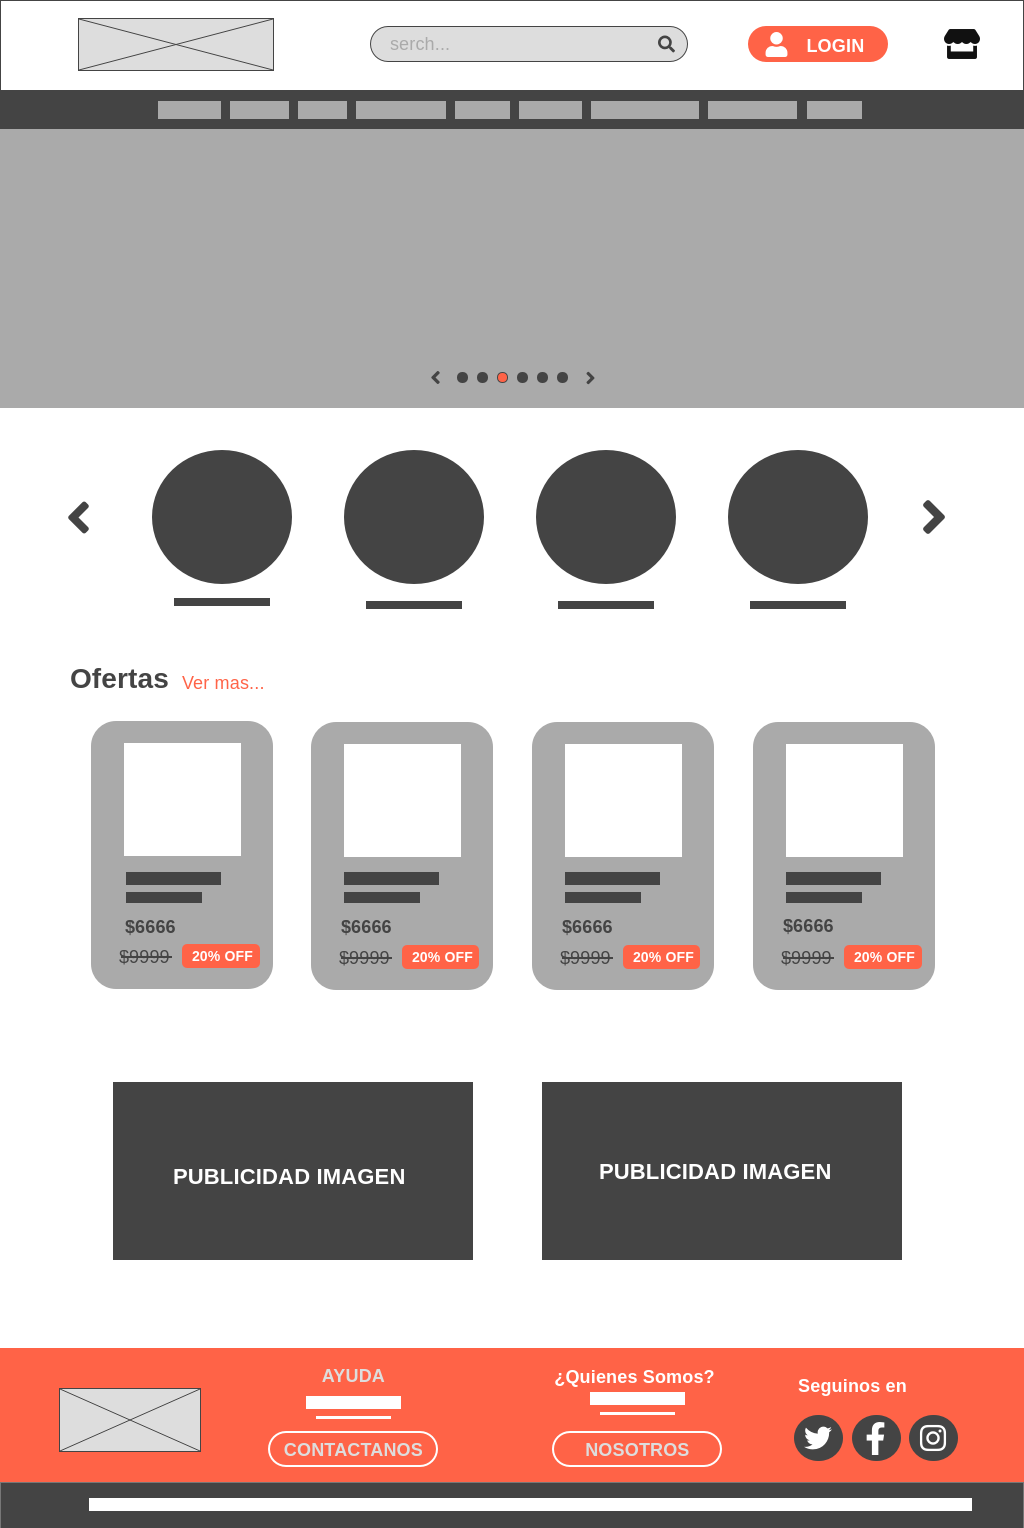 serch...
LOGIN
Ofertas Ver mas...
$6666
$9999 20% OFF
$6666
$9999 20% OFF
$6666
$9999 20% OFF
$6666
$9999 20% OFF
PUBLICIDAD IMAGEN
PUBLICIDAD IMAGEN
AYUDA
CONTACTANOS
¿Quienes Somos?
NOSOTROS
Seguinos en